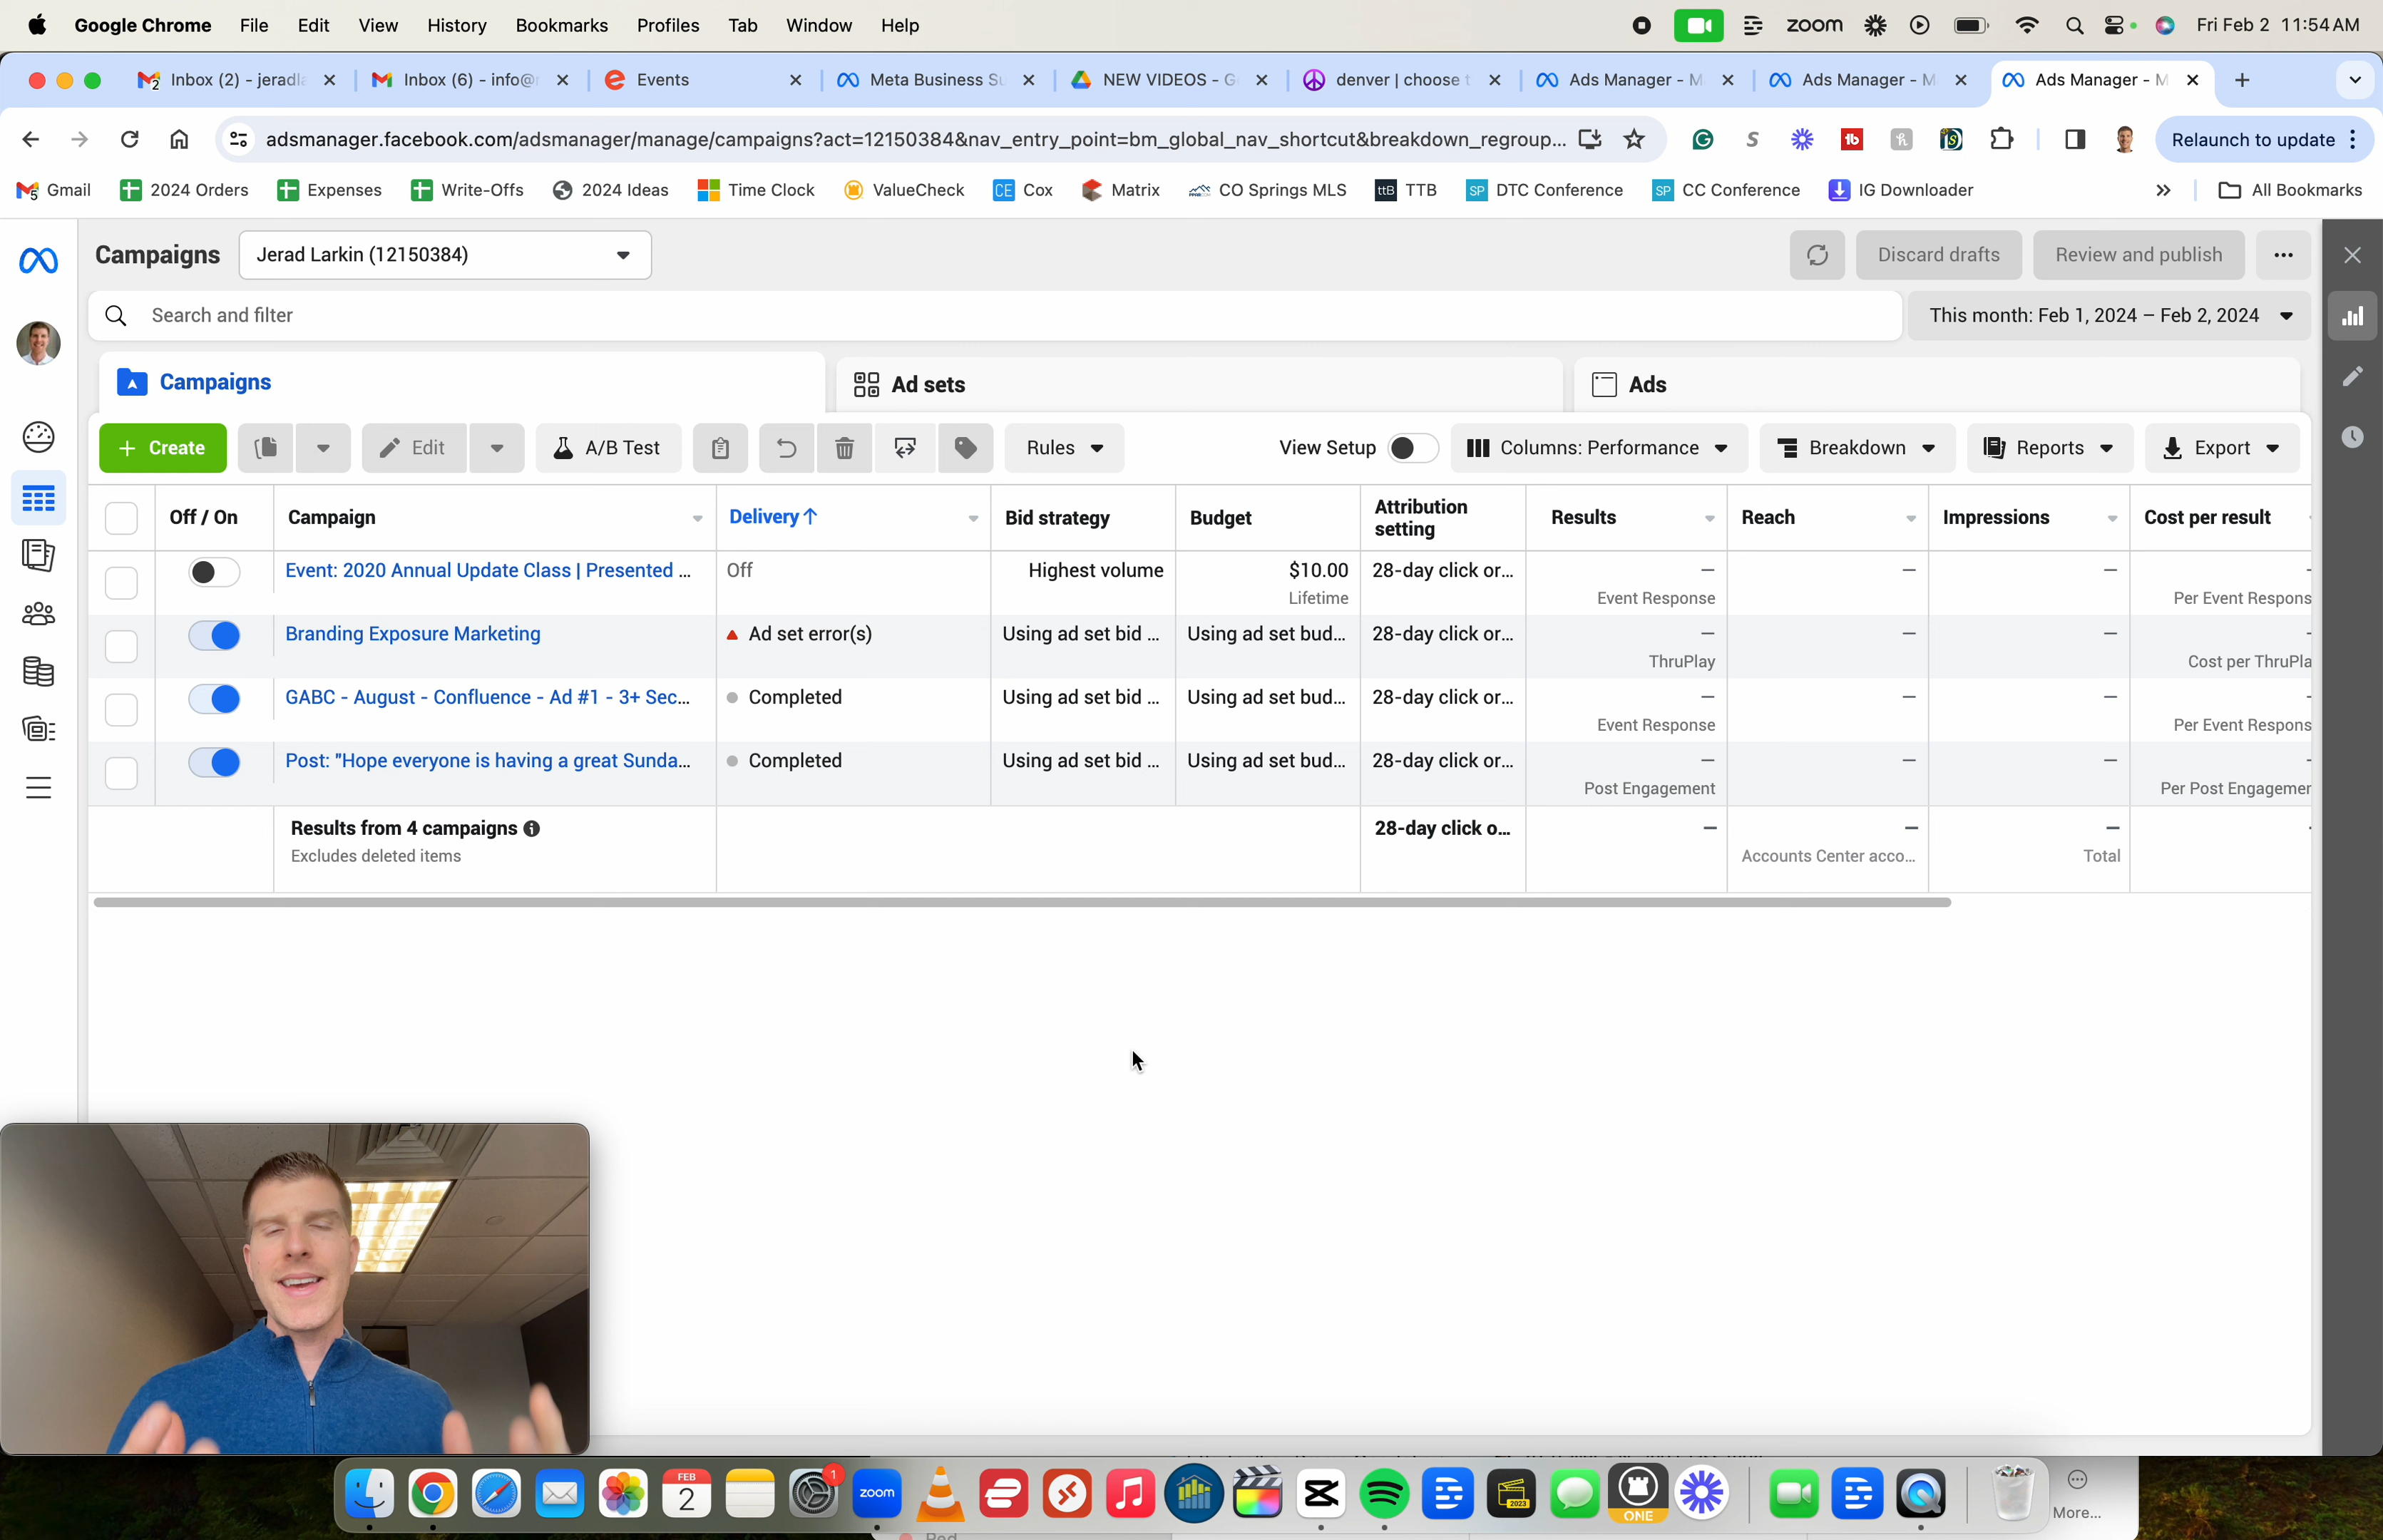 Google Chrome File Edit View History Bookmarks Profiles Tab Window Help zoom Fri Feb 2 11:54 AM
Inbox (2) - jeradla Inbox (6) - info@ Events Meta Business Su NEW VIDEOS - G denver | choose t Ads Manager - M Ads Manager - M Ads Manager - M
adsmanager.facebook.com/adsmanager/manage/campaigns?act=12150384&nav_entry_point=bm_global_nav_shortcut&breakdown_regroup... Relaunch to update
Gmail 2024 Orders Expenses Write-Offs 2024 Ideas Time Clock ValueCheck CE Cox Matrix CO Springs MLS ttB TTB SP DTC Conference SP CC Conference IG Downloader All Bookmarks
Campaigns Jerad Larkin (12150384) Discard drafts Review and publish
Search and filter This month: Feb 1, 2024 – Feb 2, 2024
Campaigns Ad sets Ads
+ Create Edit A/B Test Rules View Setup Columns: Performance Breakdown Reports Export
Off / On Campaign Delivery ↑ Bid strategy Budget Attribution setting Results Reach Impressions Cost per result
Event: 2020 Annual Update Class | Presented ... Off Highest volume $10.00 28-day click or... — — — 
Lifetime Event Response Per Event Respons
Branding Exposure Marketing Ad set error(s) Using ad set bid ... Using ad set bud... 28-day click or... — — —
ThruPlay Cost per ThruPla
GABC - August - Confluence - Ad #1 - 3+ Sec... Completed Using ad set bid ... Using ad set bud... 28-day click or... — — —
Event Response Per Event Respons
Post: "Hope everyone is having a great Sunda... Completed Using ad set bid ... Using ad set bud... 28-day click or... — — —
Post Engagement Per Post Engagemer
Results from 4 campaigns 28-day click o... — — —
Excludes deleted items Accounts Center acco... Total
FEB
2
1
zoom
2023
ONE
More...